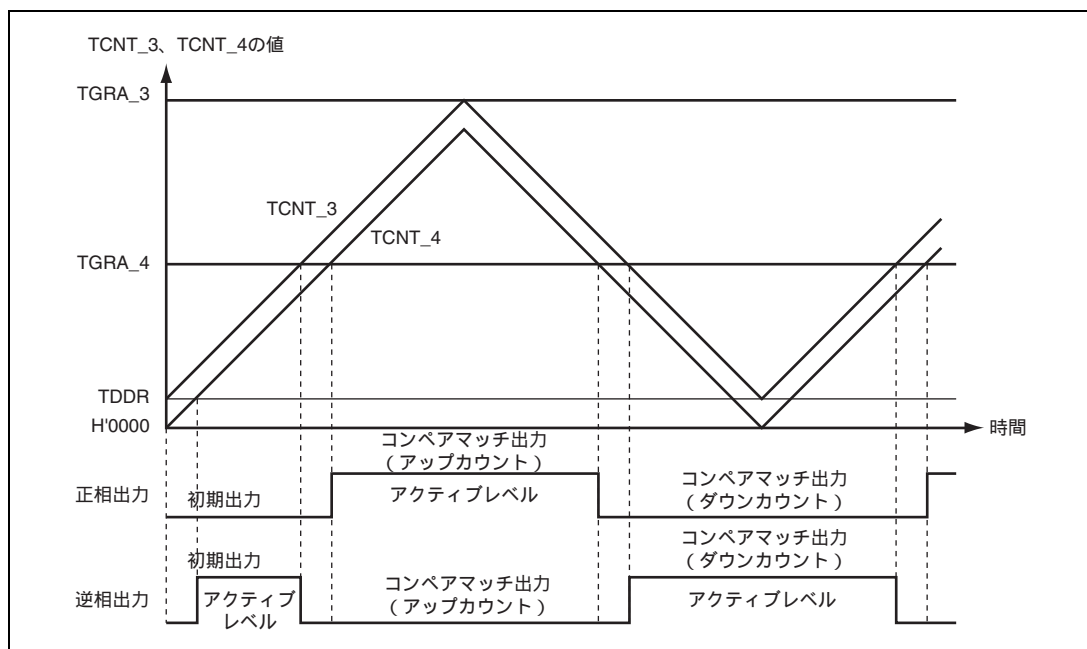 TCNT_3、TCNT_4の値
TGRA_3
TCNT_3
TCNT_4
TGRA_4
TDDR
H'0000
時間
コンペアマッチ出力
(アップカウント)
正相出力
初期出力
アクティブレベル
コンペアマッチ出力
(ダウンカウント)
初期出力
コンペアマッチ出力
(ダウンカウント)
逆相出力
アクティブ
レベル
コンペアマッチ出力
(アップカウント)
アクティブレベル